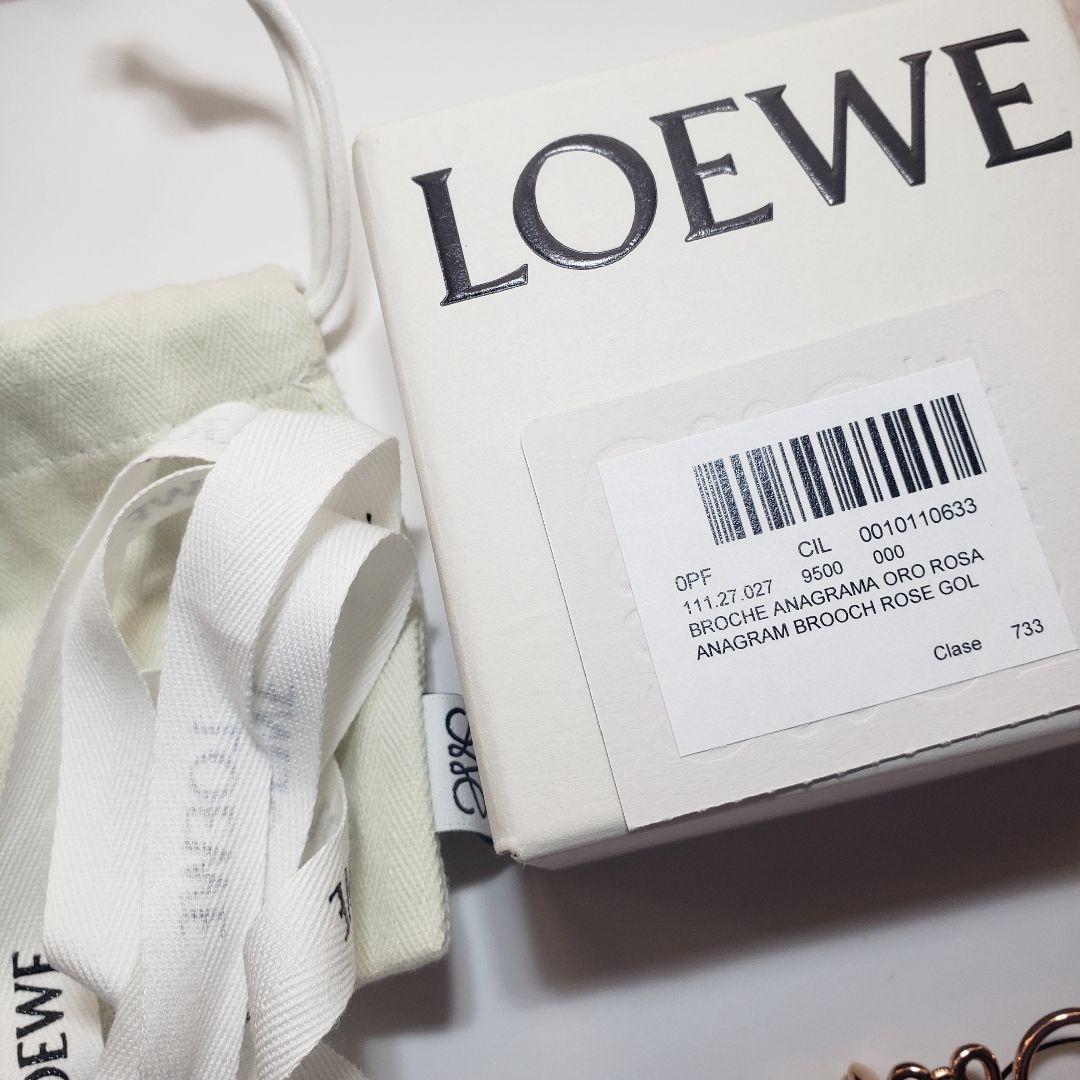 LOEWE
CIL 0010110633
0PF
111.27.027 9500 000
BROCHE ANAGRAMA ORO ROSA
ANAGRAM BROOCH ROSE GOL
Clase 733
LOEWE
OEWE